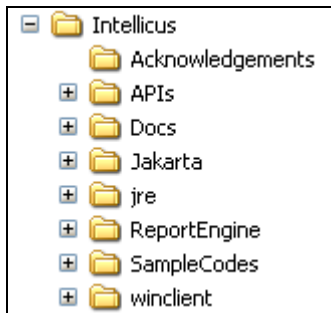 Intellicus
Acknowledgements
APIs
Docs
Jakarta
jre
ReportEngine
SampleCodes
winclient